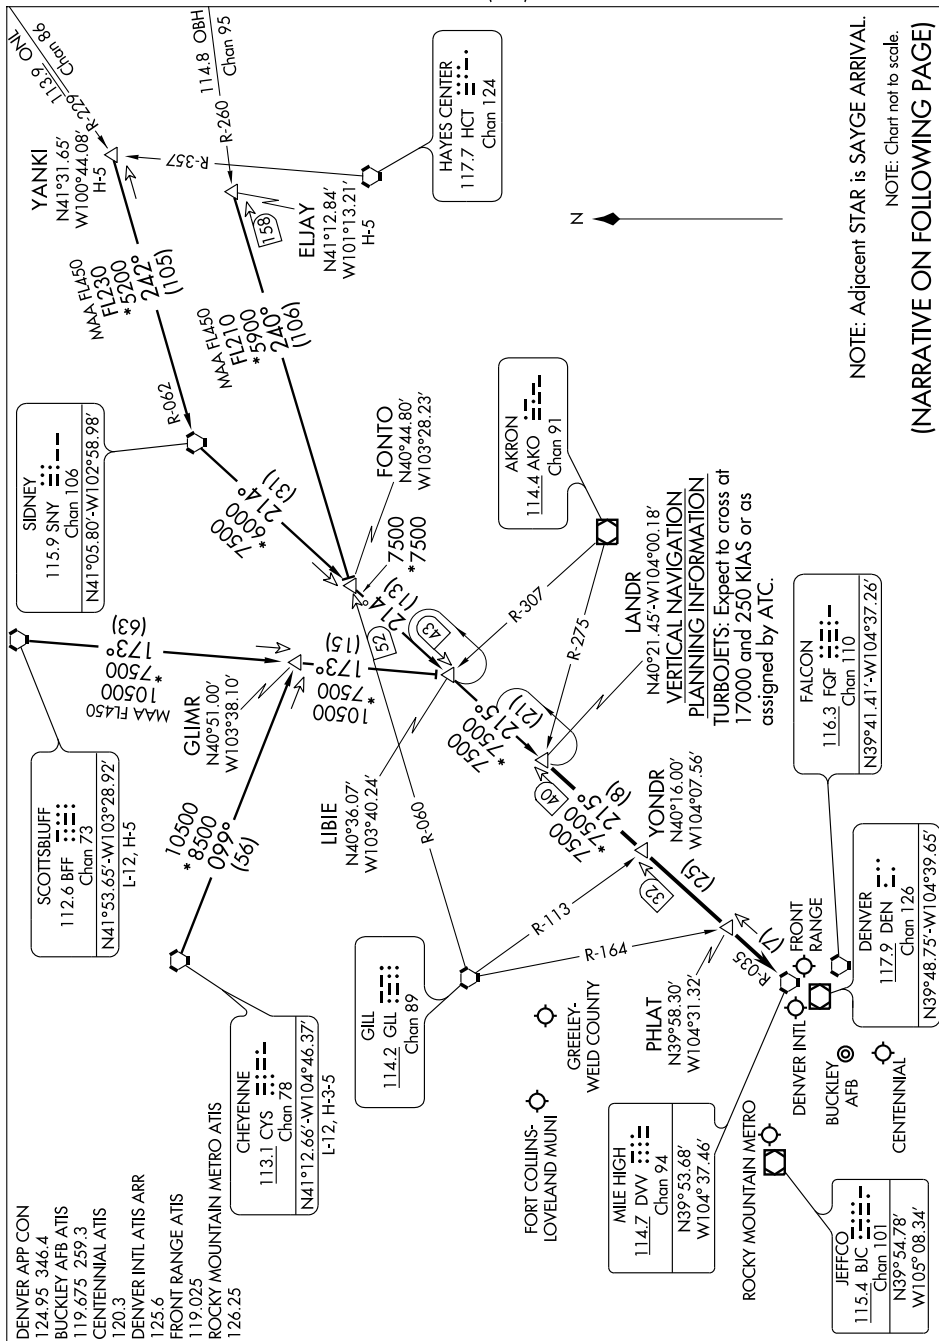 DENVER APP CON
124.95 346.4
BUCKLEY AFB ATIS
119.675 259.3
CENTENNIAL ATIS
120.3
DENVER INTL ATIS ARR
125.6
FRONT RANGE ATIS
119.025
ROCKY MOUNTAIN METRO ATIS
126.25
SCOTTSBLUFF
112.6 BFF
Chan 73
N41°53.65'-W103°28.92'
L-12, H-5
SIDNEY
115.9 SNY
Chan 106
N41°05.80'-W102°58.98'
113.9 ONL
Chan 86
R-229
YANKI
N41°31.65'
W100°44.08'
H-5
114.8 OBH
Chan 95
R-260
R-357
MAA FL450
FL230
*5200
242°
(105)
R-062
ELJAY
N41°12.84'
W101°13.21'
H-5
158
HAYES CENTER
117.7 HCT
Chan 124
MAA FL450
FL210
*5900
240°
(106)
CHEYENNE
113.1 CYS
Chan 78
N41°12.66'-W104°46.37'
L-12, H-3-5
10500
*8500
099°
(56)
MAA FL450
10500
*7500
173°
(63)
GLIMR
N40°51.00'
W103°38.10'
10500
*7500
173°
(15)
7500
*6000
214°
(31)
FONTO
N40°44.80'
W103°28.23'
7500
*7500
214°
(13)
52
43
LIBIE
N40°36.07'
W103°40.24'
R-060
GILL
114.2 GLL
Chan 89
R-113
R-164
AKRON
114.4 AKO
Chan 91
R-307
R-275
7500
*7500
215°
(21)
40
LANDR
N40°21.45'-W104°00.18'
VERTICAL NAVIGATION
PLANNING INFORMATION
TURBOJETS: Expect to cross at
17000 and 250 KIAS or as
assigned by ATC.
7500
*7500
215°
(8)
32
YONDR
N40°16.00'
W104°07.56'
(25)
PHLAT
N39°58.30'
W104°31.32'
(7)
R-035
FORT COLLINS-
LOVELAND MUNI
GREELEY-
WELD COUNTY
MILE HIGH
114.7 DVV
Chan 94
N39°53.68'
W104°37.46'
FRONT
RANGE
FALCON
116.3 FQF
Chan 110
N39°41.41'-W104°37.26'
ROCKY MOUNTAIN METRO
DENVER INTL
BUCKLEY
AFB
CENTENNIAL
DENVER
117.9 DEN
Chan 126
N39°48.75'-W104°39.65'
JEFFCO
115.4 BJC
Chan 101
N39°54.78'
W105°08.34'
N
NOTE: Adjacent STAR is SAYGE ARRIVAL.
NOTE: Chart not to scale.
(NARRATIVE ON FOLLOWING PAGE)